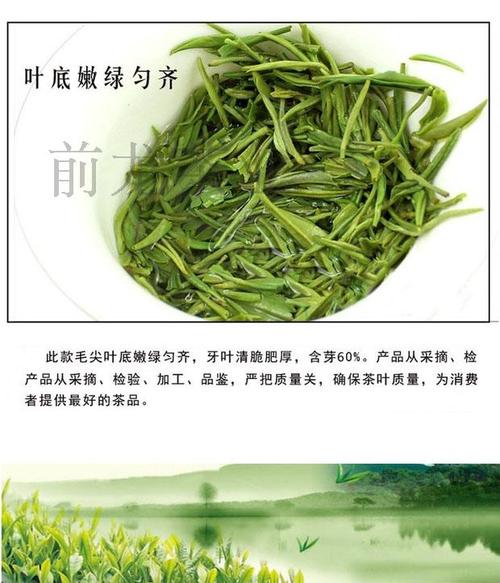 叶底嫩绿匀齐
前
此款毛尖叶底嫩绿匀齐，牙叶清脆肥厚，含芽60%。产品从采摘、检
产品从采摘、检验、加工、品鉴，严把质量关，确保茶叶质量，为消费
者提供最好的茶品。